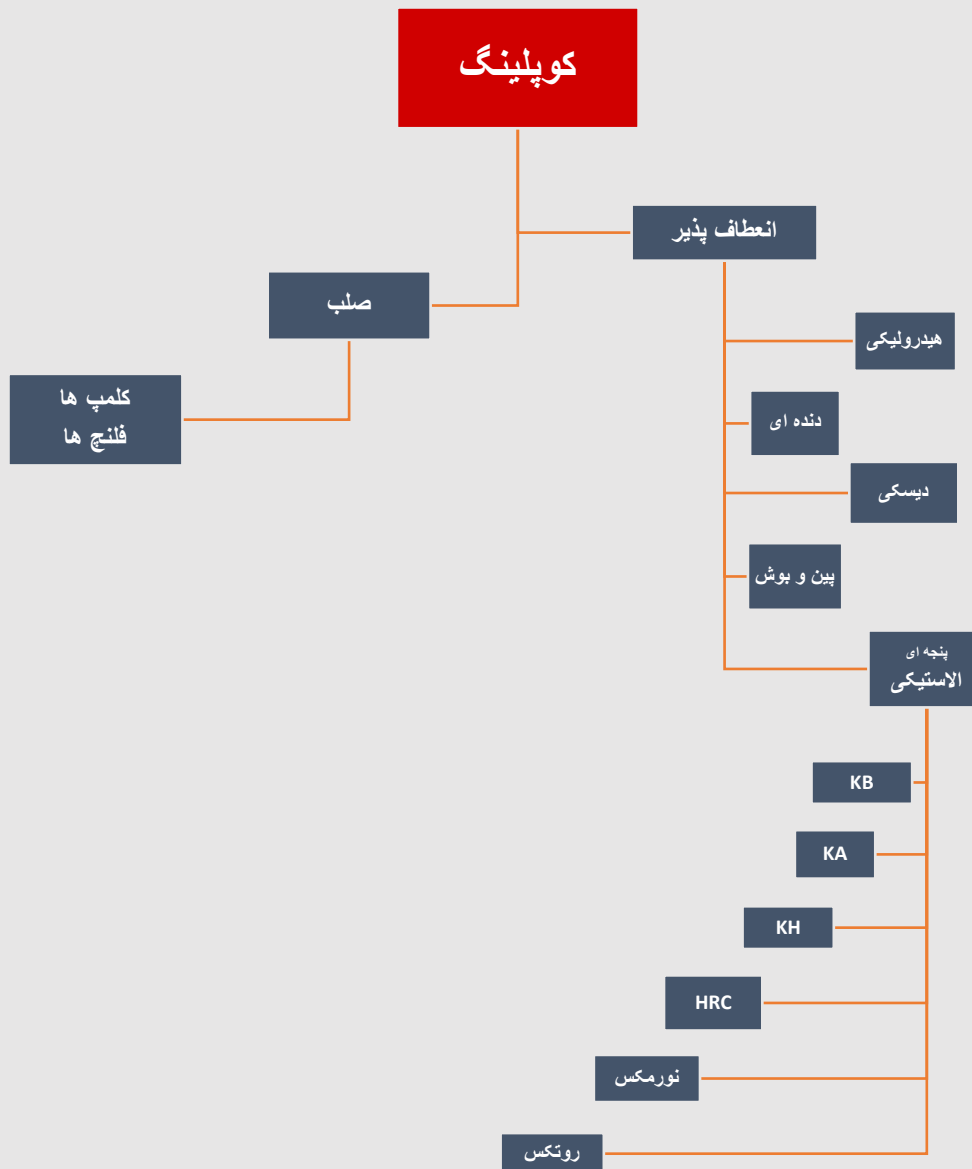 کوپلینگ
انعطاف پذیر
صلب
هیدرولیکی
کلمپ ها
فلنچ ها
دنده ای
دیسکی
پین و بوش
پنجه ای
الاستیکی
KB
KA
KH
HRC
نورمکس
روتکس